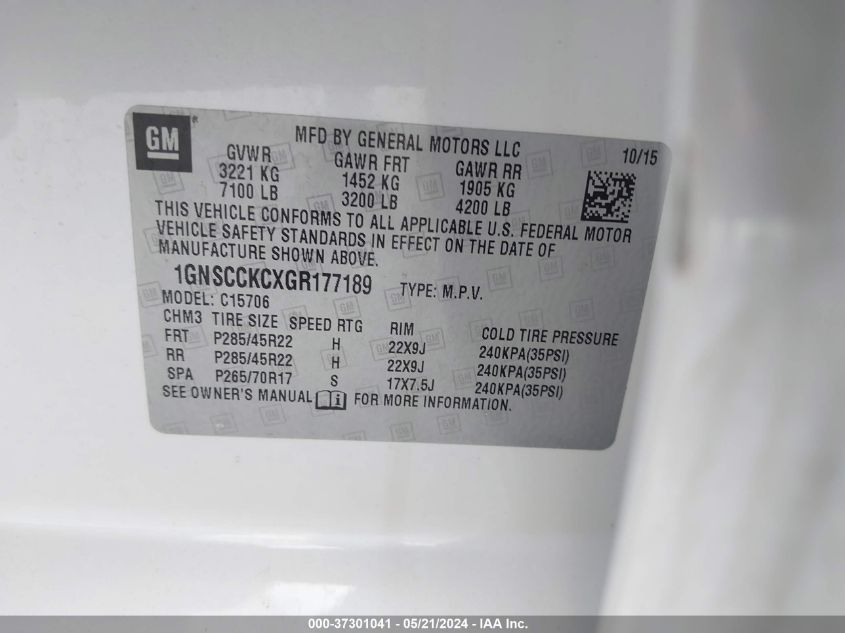 GM
MFD BY GENERAL MOTORS LLC
10/15
GVWR GAWR FRT GAWR RR
3221 KG 1452 KG 1905 KG
7100 LB 3200 LB 4200 LB
THIS VEHICLE CONFORMS TO ALL APPLICABLE U.S. FEDERAL MOTOR
VEHICLE SAFETY STANDARDS IN EFFECT ON THE DATE OF
MANUFACTURE SHOWN ABOVE.
1GNSCCKCXGR177189 TYPE: M.P.V.
MODEL: C15706
CHM3 TIRE SIZE SPEED RTG RIM COLD TIRE PRESSURE
FRT P285/45R22 H 22X9J 240KPA(35PSI)
RR P285/45R22 H 22X9J 240KPA(35PSI)
SPA P265/70R17 S 17X7.5J 240KPA(35PSI)
SEE OWNER'S MANUAL i FOR MORE INFORMATION.
000-37301041 - 05/21/2024 - IAA Inc.